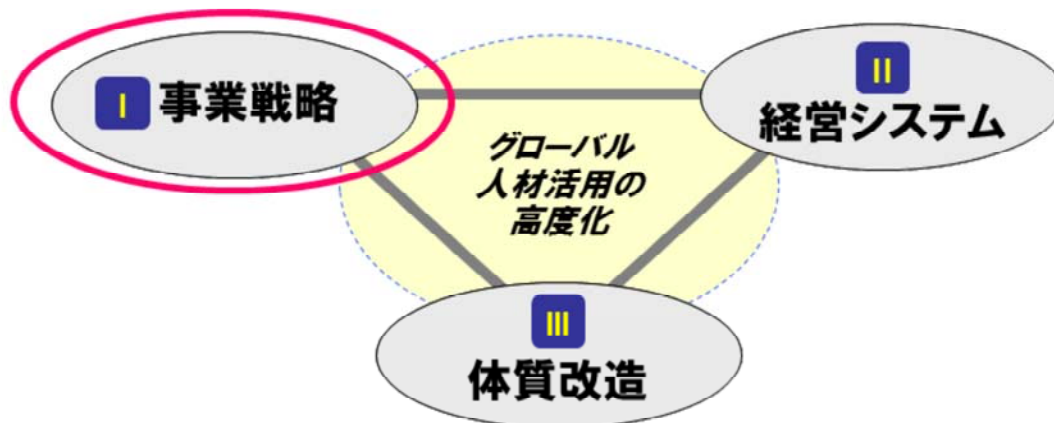 I 事業戦略
II
経営システム
グローバル
人材活用の
高度化
III
体質改造